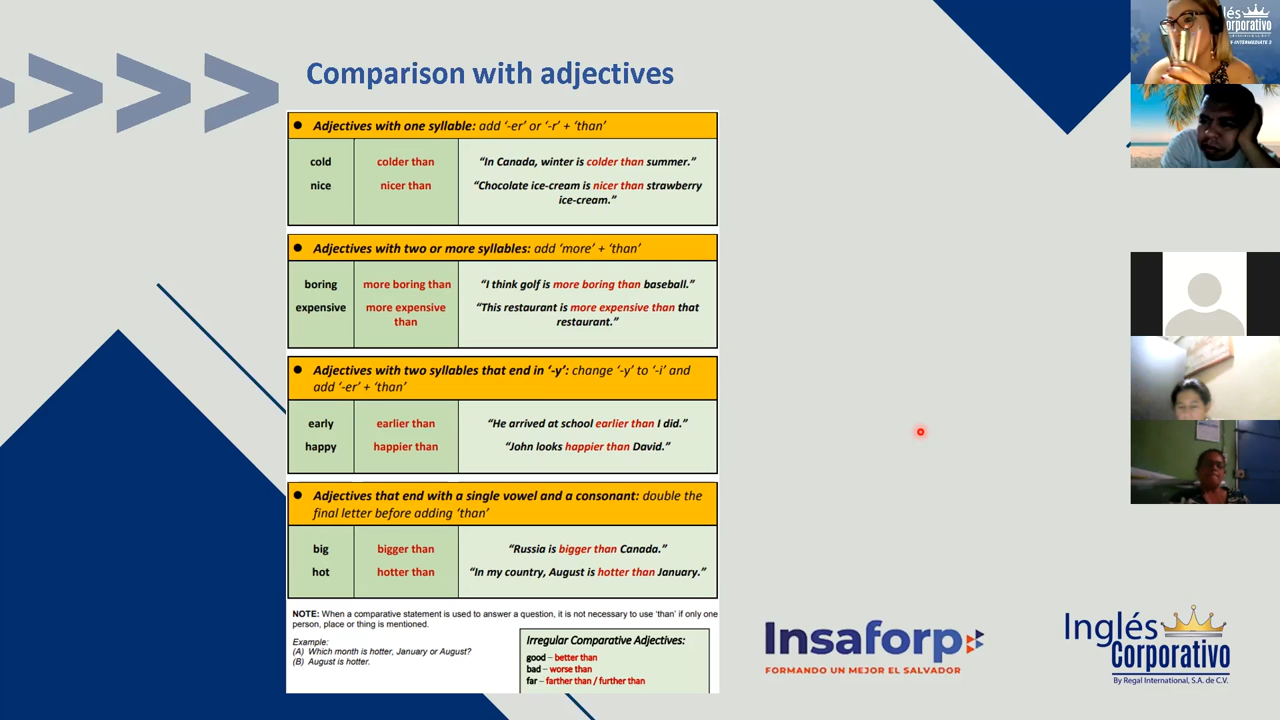 Comparison with adjectives
● Adjectives with one syllable: add ‘-er’ or ‘-r’ + ‘than’
cold colder than “In Canada, winter is colder than summer.”
nice nicer than “Chocolate ice-cream is nicer than strawberry
ice-cream.”
● Adjectives with two or more syllables: add ‘more’ + ‘than’
boring more boring than “I think golf is more boring than baseball.”
expensive more expensive than “This restaurant is more expensive than that
restaurant.”
● Adjectives with two syllables that end in ‘-y’: change ‘-y’ to ‘-i’ and
add ‘-er’ + ‘than’
early earlier than “He arrived at school earlier than I did.”
happy happier than “John looks happier than David.”
● Adjectives that end with a single vowel and a consonant: double the
final letter before adding ‘than’
big bigger than “Russia is bigger than Canada.”
hot hotter than “In my country, August is hotter than January.”
NOTE: When a comparative statement is used to answer a question, it is not necessary to use ‘than’ if only one
person, place or thing is mentioned.
Example:
(A) Which month is hotter, January or August?
(B) August is hotter.
Irregular Comparative Adjectives:
good – better than
bad – worse than
far – farther than / further than
Insaforp
FORMANDO UN MEJOR EL SALVADOR
Inglés
Corporativo
By Regal International, S.A. de C.V.